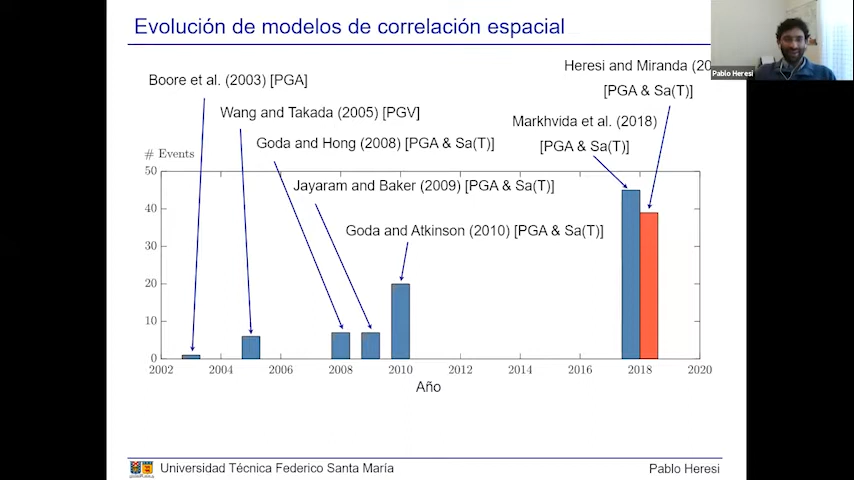 Evolución de modelos de correlación espacial
Pablo Heresi
Heresi and Miranda (20
[PGA & Sa(T)]
Boore et al. (2003) [PGA]
Wang and Takada (2005) [PGV]
Markhvida et al. (2018)
[PGA & Sa(T)]
Goda and Hong (2008) [PGA & Sa(T)]
# Events
Jayaram and Baker (2009) [PGA & Sa(T)]
Goda and Atkinson (2010) [PGA & Sa(T)]
50
40
30
20
10
0
2002 2004 2006 2008 2010 2012 2014 2016 2018 2020
Año
Universidad Técnica Federico Santa María
Pablo Heresi